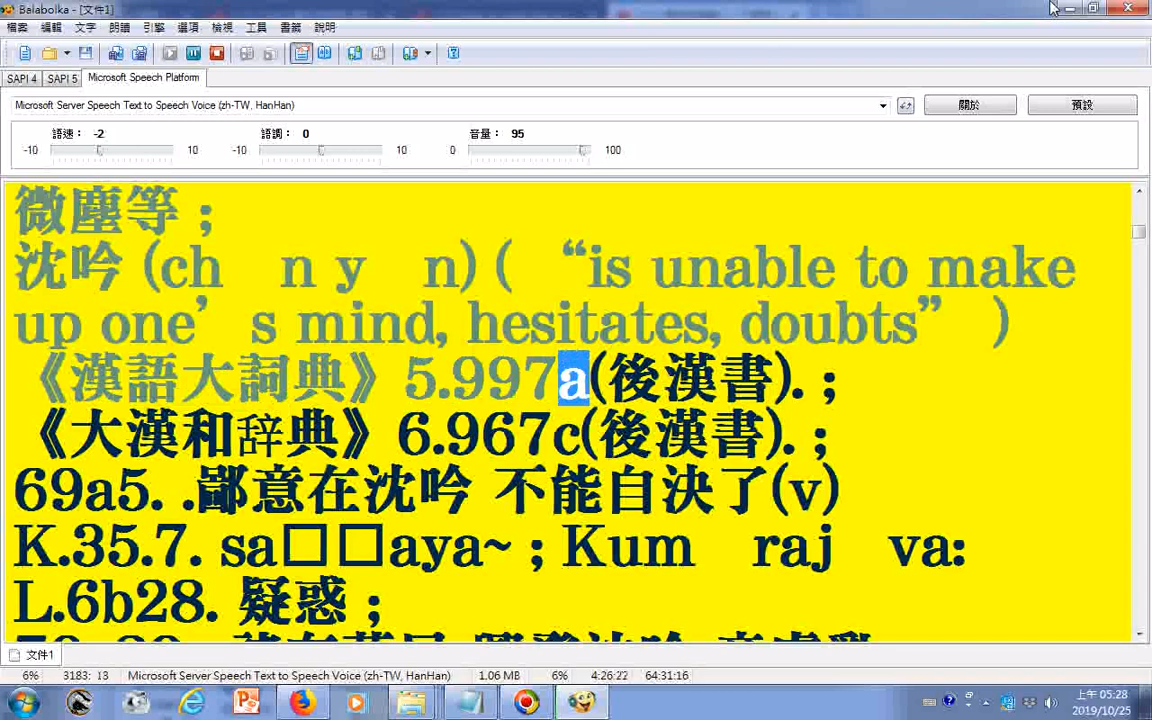 Balabolka - [文件1]
檔案 編輯 文字 朗讀 引擎 選項 檢視 工具 書籤 說明
SAPI 4 SAPI 5 Microsoft Speech Platform
Microsoft Server Speech Text to Speech Voice (zh-TW, HanHan) 關於 預設
語速： -2 語調： 0 音量： 95
-10 10 -10 10 0 100
微塵等；
沈吟 (ch n y n) ( “is unable to make
up one’ s mind, hesitates, doubts” )
《漢語大詞典》 5.997a(後漢書). ;
《大漢和辞典》 6.967c(後漢書). ;
69a5. .鄙意在沈吟 不能自決了(v)
K.35.7. sa□□aya~ ; Kum raj va:
L.6b28. 疑惑 ;
文件1
6% 3183: 13 Microsoft Server Speech Text to Speech Voice (zh-TW, HanHan) 1.06 MB 6% 4:26:22 64:31:16
上午 05:28
2019/10/25